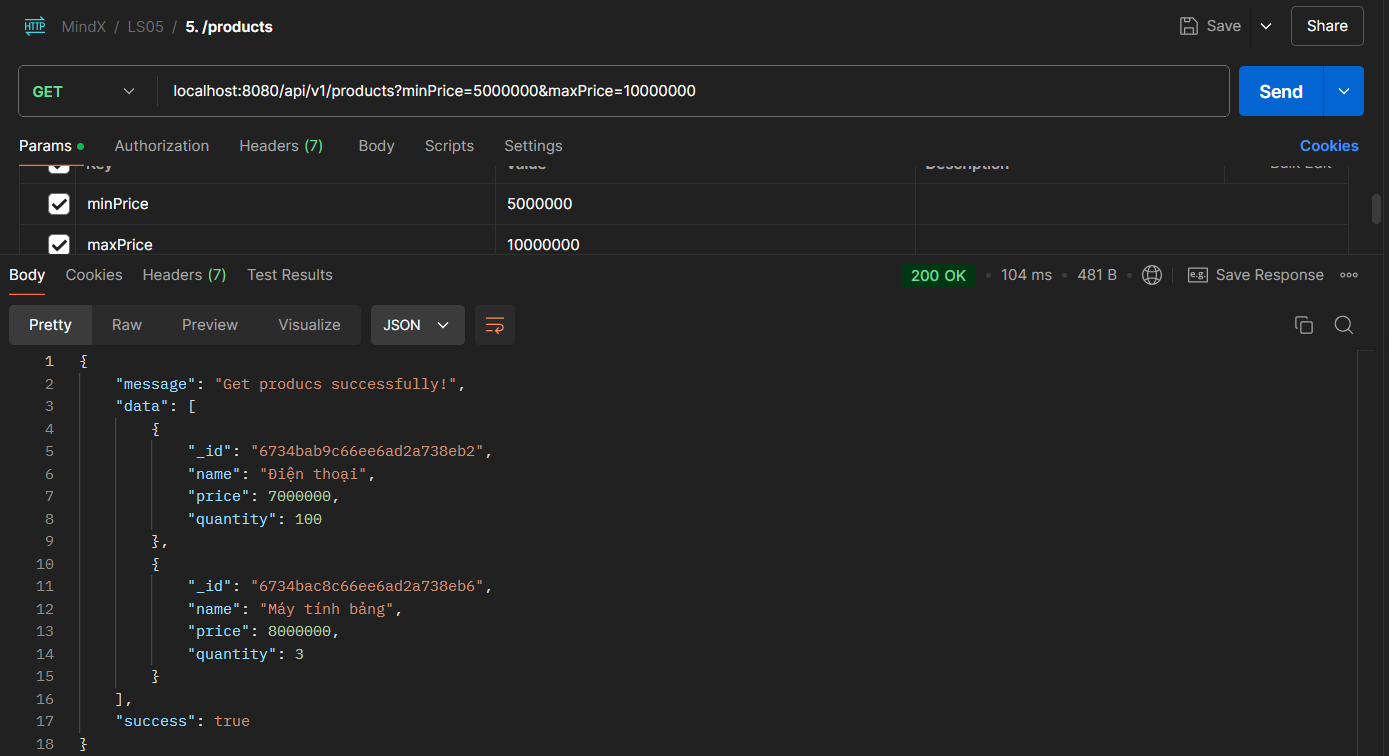 HTTP MindX / LS05 / 5. /products Save Share
GET localhost:8080/api/v1/products?minPrice=5000000&maxPrice=10000000 Send
Params Authorization Headers (7) Body Scripts Settings Cookies
Key Value Description Bulk Edit
minPrice 5000000
maxPrice 10000000
Body Cookies Headers (7) Test Results 200 OK 104 ms 481 B e.g. Save Response
Pretty Raw Preview Visualize JSON
1 {
2 "message": "Get producs successfully!",
3 "data": [
4 {
5 "_id": "6734bab9c66ee6ad2a738eb2",
6 "name": "Điện thoại",
7 "price": 7000000,
8 "quantity": 100
9 },
10 {
11 "_id": "6734bac8c66ee6ad2a738eb6",
12 "name": "Máy tính bảng",
13 "price": 8000000,
14 "quantity": 3
15 }
16 ],
17 "success": true
18 }